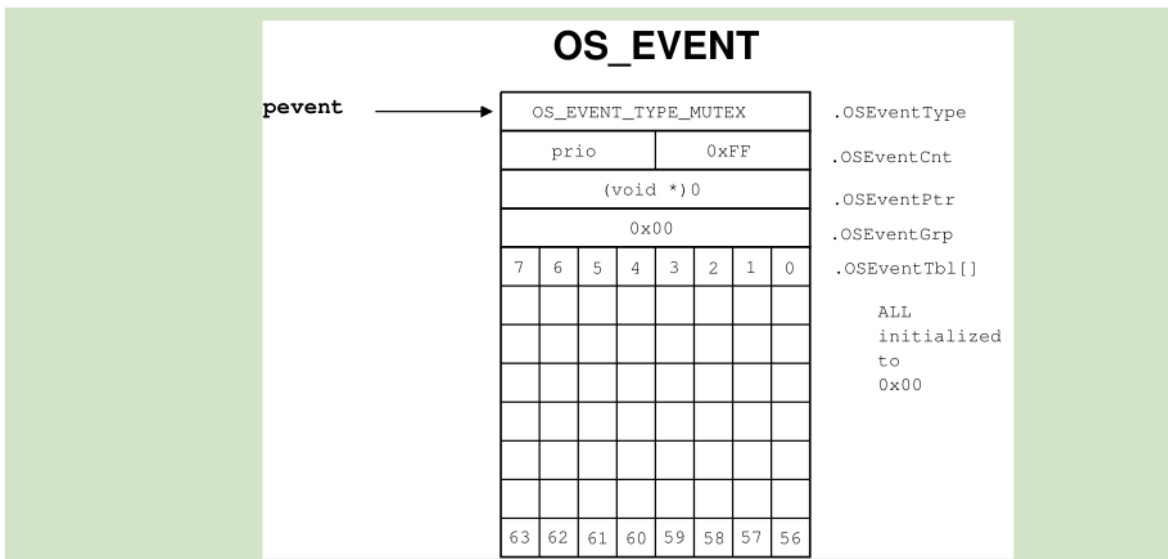 OS_EVENT
pevent
OS_EVENT_TYPE_MUTEX .OSEventType
prio 0xFF .OSEventCnt
(void *)0 .OSEventPtr
0x00 .OSEventGrp
7 6 5 4 3 2 1 0 .OSEventTbl[]
ALL
initialized
to
0x00
63 62 61 60 59 58 57 56